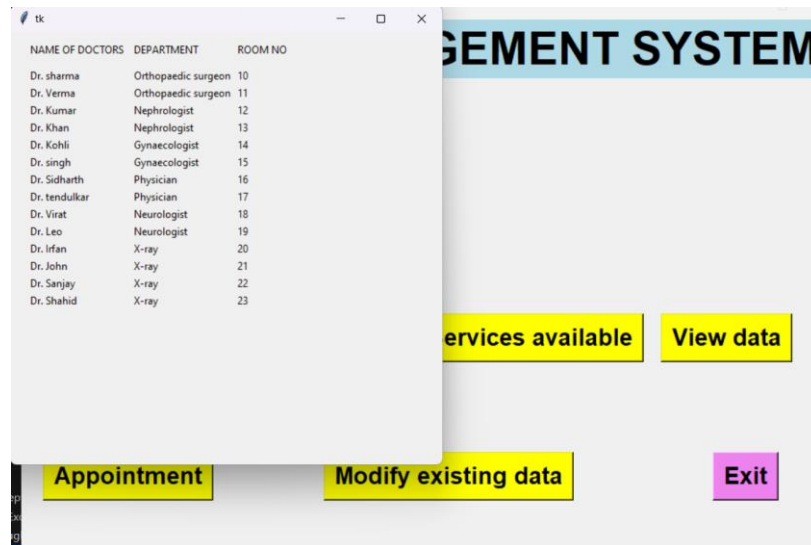 tk
NAME OF DOCTORS DEPARTMENT ROOM NO
Dr. sharma Orthopaedic surgeon 10
Dr. Verma Orthopaedic surgeon 11
Dr. Kumar Nephrologist 12
Dr. Khan Nephrologist 13
Dr. Kohli Gynaecologist 14
Dr. singh Gynaecologist 15
Dr. Sidharth Physician 16
Dr. tendulkar Physician 17
Dr. Virat Neurologist 18
Dr. Leo Neurologist 19
Dr. Irfan X-ray 20
Dr. John X-ray 21
Dr. Sanjay X-ray 22
Dr. Shahid X-ray 23
GEMENT SYSTEM
ervices available View data
Appointment Modify existing data Exit